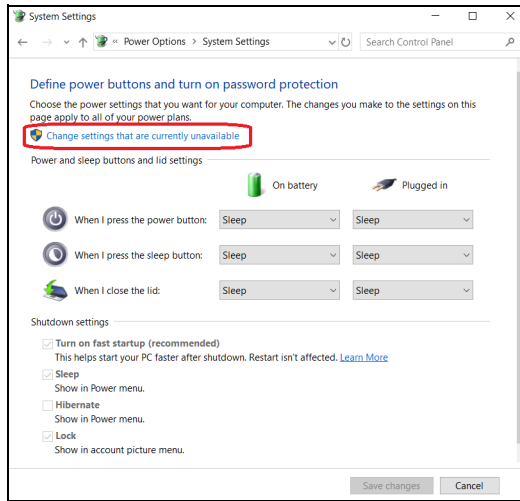 System Settings
« Power Options > System Settings
Search Control Panel
Define power buttons and turn on password protection
Choose the power settings that you want for your computer. The changes you make to the settings on this
page apply to all of your power plans.
Change settings that are currently unavailable
Power and sleep buttons and lid settings
On battery Plugged in
When I press the power button: Sleep Sleep
When I press the sleep button: Sleep Sleep
When I close the lid: Sleep Sleep
Shutdown settings
Turn on fast startup (recommended)
This helps start your PC faster after shutdown. Restart isn't affected. Learn More
Sleep
Show in Power menu.
Hibernate
Show in Power menu.
Lock
Show in account picture menu.
Save changes Cancel